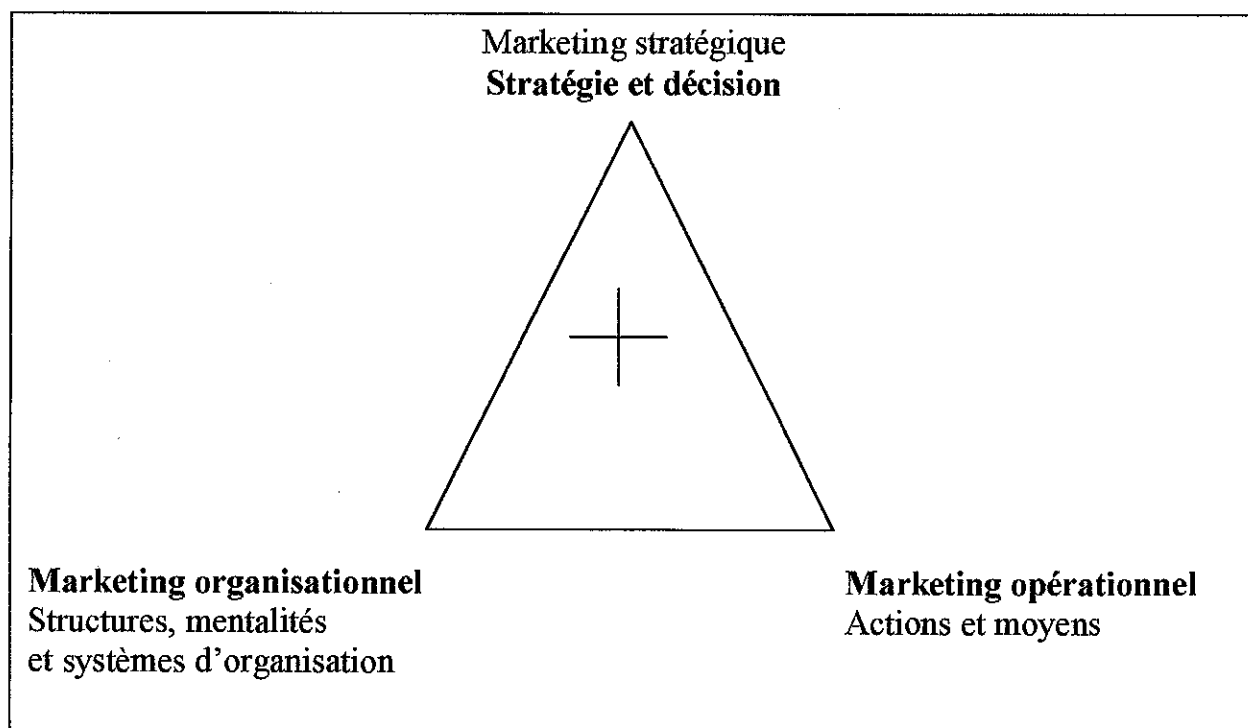 Marketing stratégique
Stratégie et décision
Marketing organisationnel
Structures, mentalités
et systèmes d'organisation
Marketing opérationnel
Actions et moyens